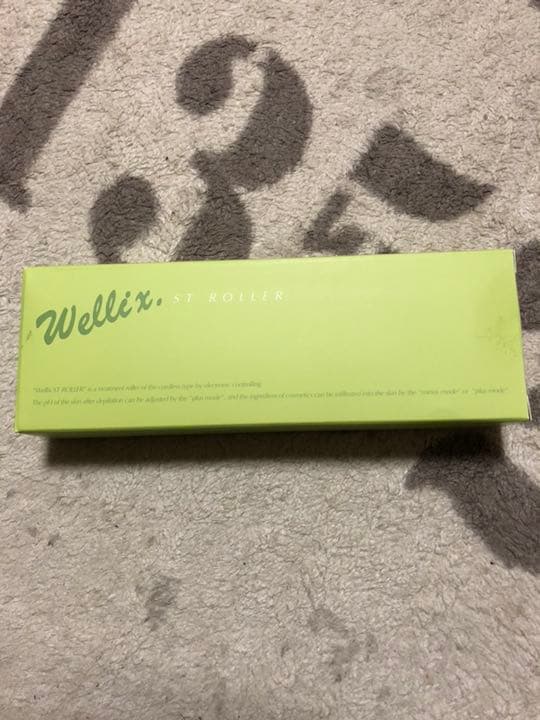 Wellix. ST ROLLER
"Wellix ST ROLLER" is a treatment roller of the cordless type by electronic controlling.
The pH of the skin after depilation can be adjusted by the "plus mode", and the ingredient of cosmetics can be infiltrated into the skin by the "minus mode" or "plus mode".